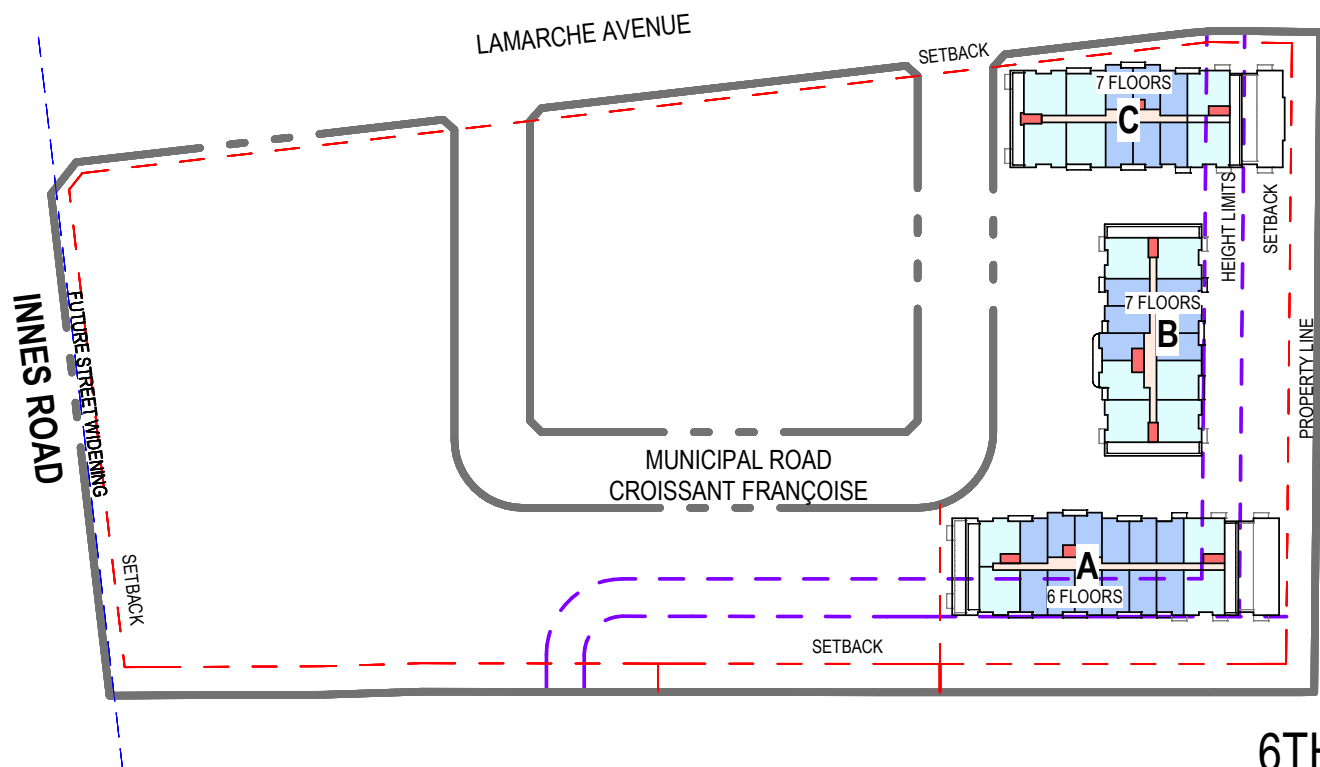 LAMARCHE AVENUE
SETBACK
7 FLOORS
C
HEIGHT LIMITS
SETBACK
7 FLOORS
B
PROPERTY LINE
INNES ROAD
FUTURE STREET WIDENING
MUNICIPAL ROAD
CROISSANT FRANÇOISE
SETBACK
A
6 FLOORS
SETBACK
6TH